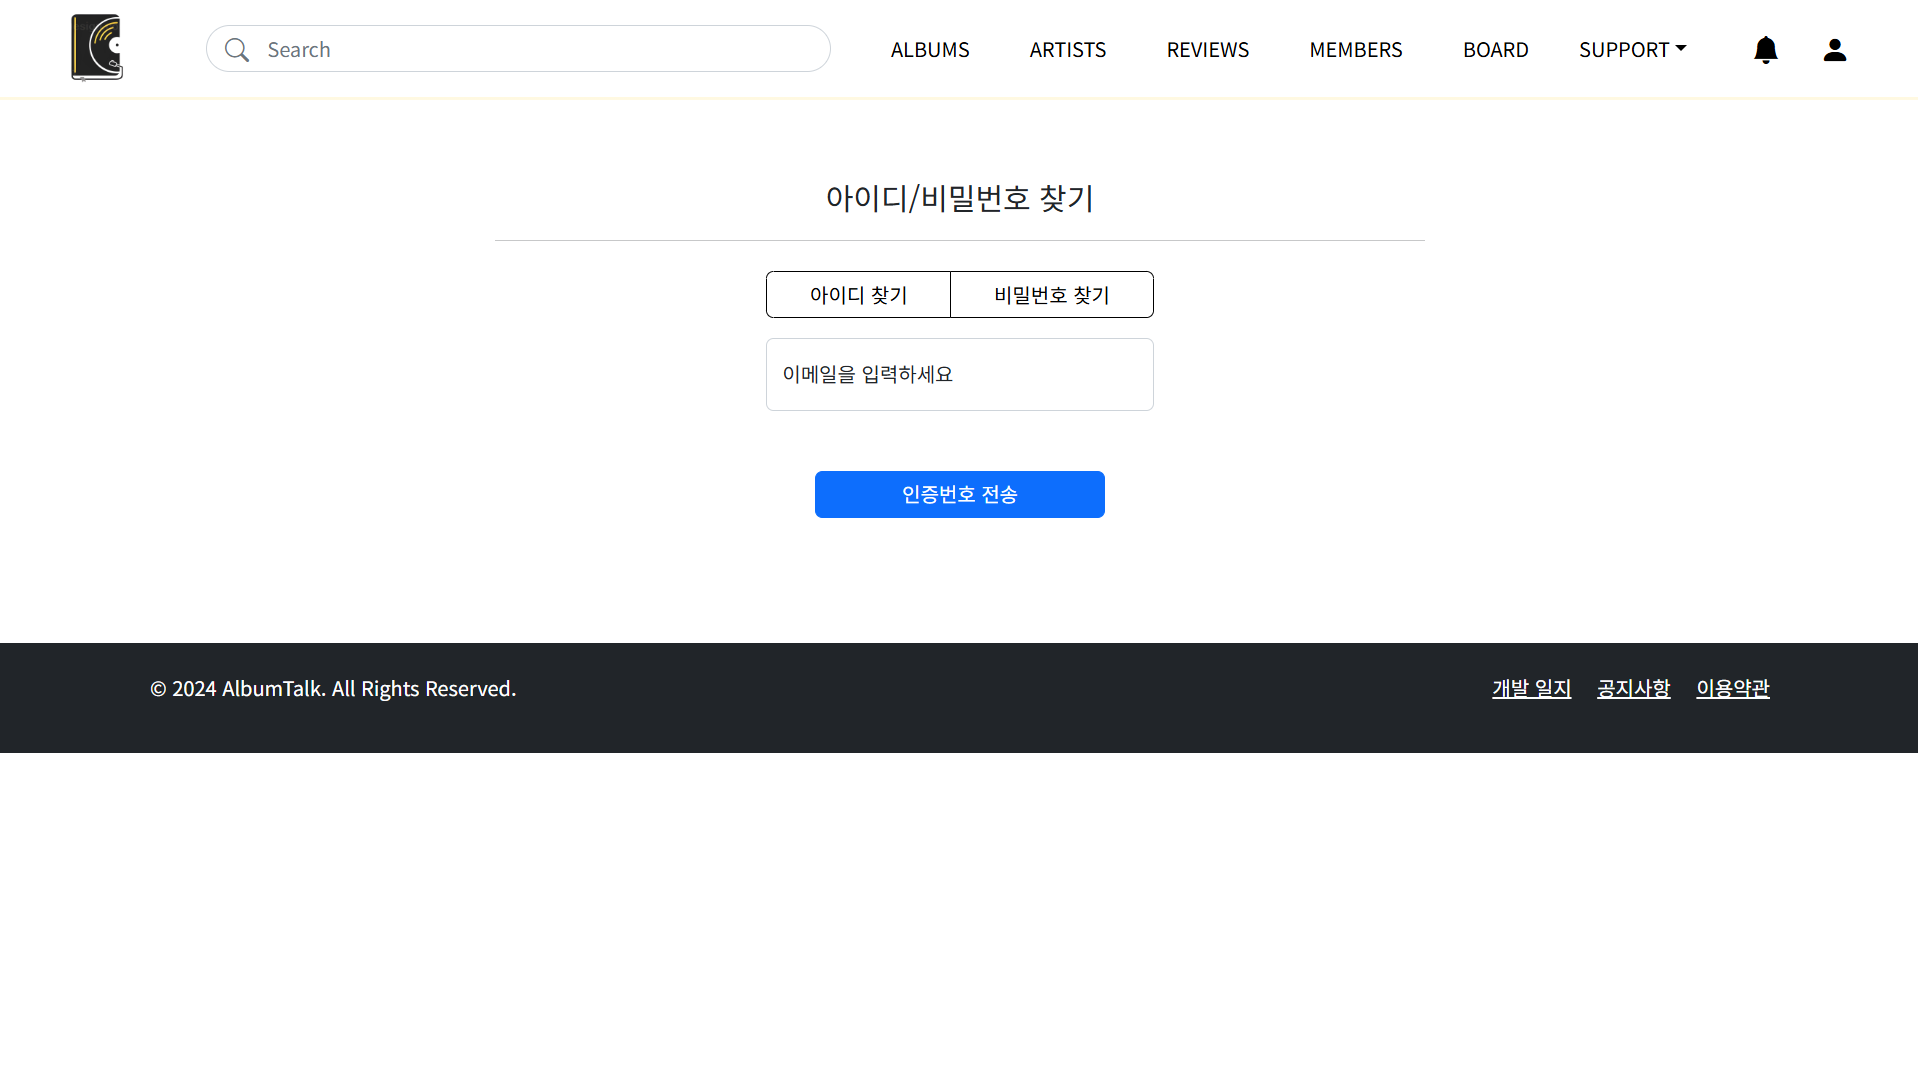 Search
ALBUMS
ARTISTS
REVIEWS
MEMBERS
BOARD
SUPPORT
아이디/비밀번호 찾기
아이디 찾기
비밀번호 찾기
이메일을 입력하세요
인증번호 전송
© 2024 AlbumTalk. All Rights Reserved.
개발 일지
공지사항
이용약관